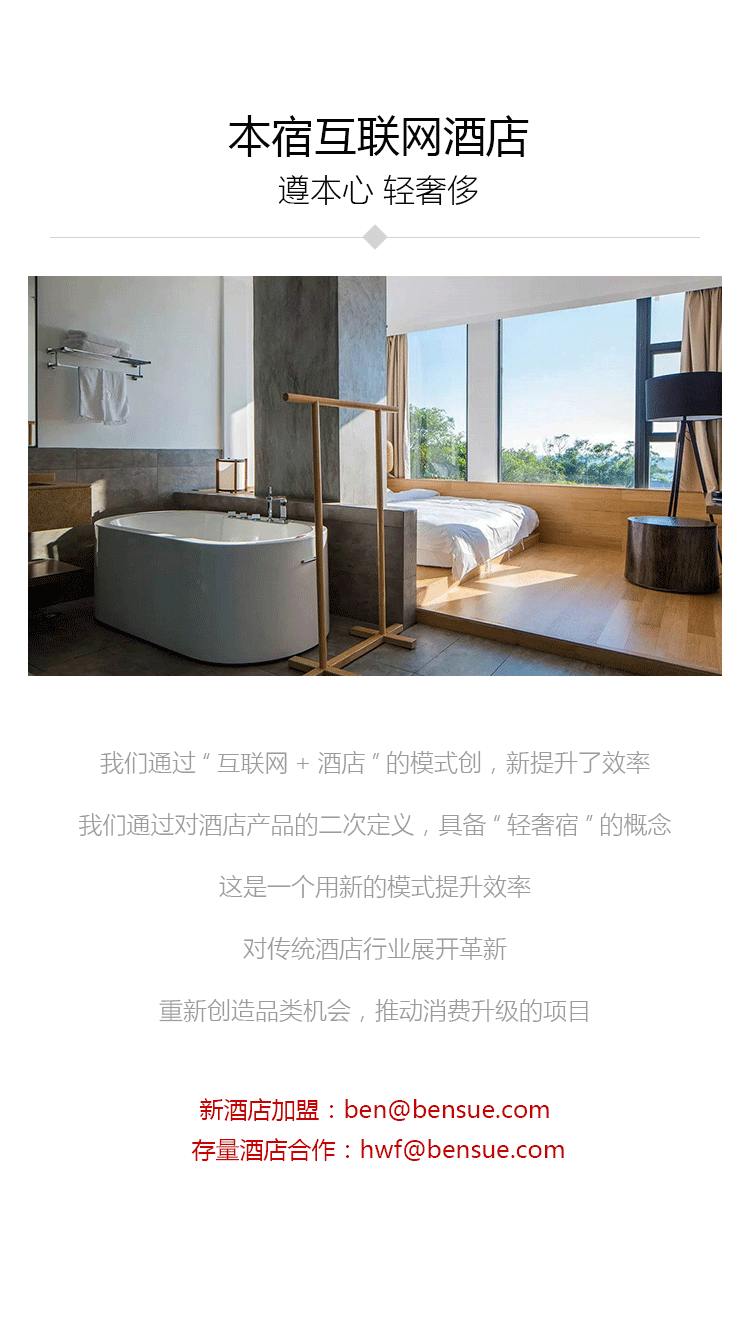 本宿互联网酒店
遵本心 轻奢侈
我们通过“互联网 + 酒店”的模式创，新提升了效率
我们通过对酒店产品的二次定义，具备“轻奢宿”的概念
这是一个用新的模式提升效率
对传统酒店行业展开革新
重新创造品类机会，推动消费升级的项目
新酒店加盟：ben@bensue.com
存量酒店合作：hwf@bensue.com